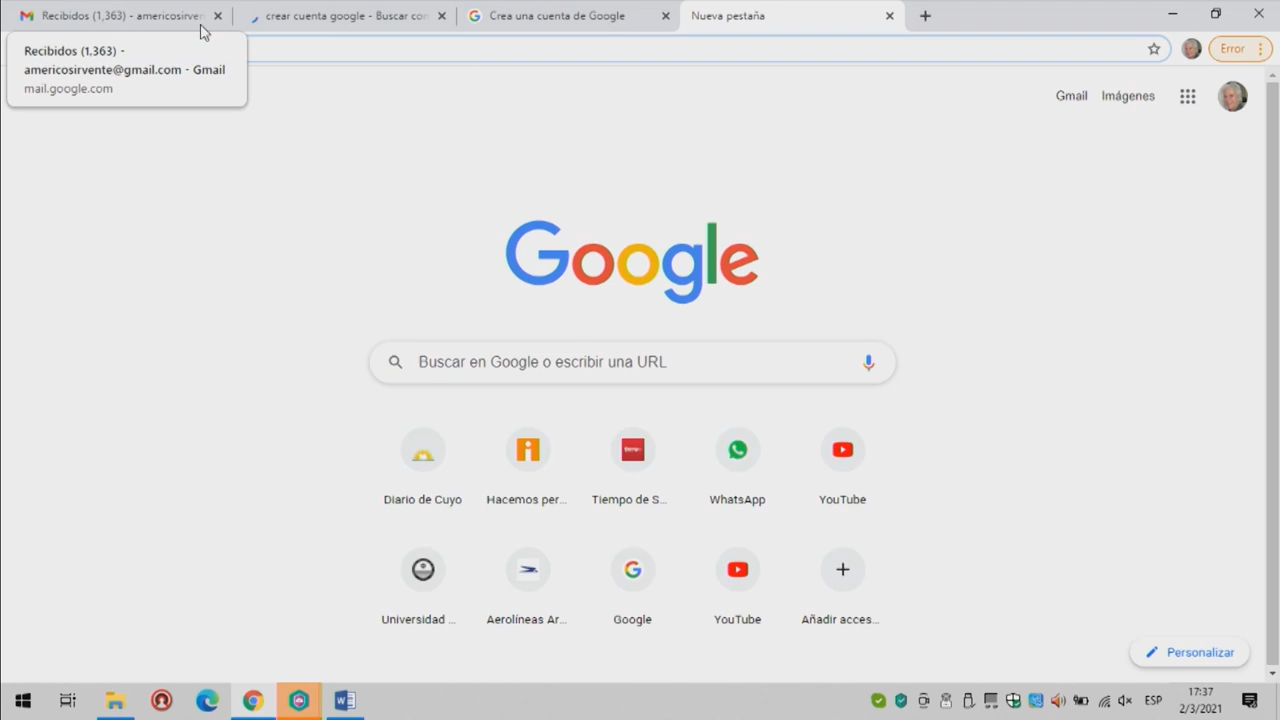 Recibidos (1,363) - americosirven
crear cuenta google - Buscar con
Crea una cuenta de Google
Nueva pestaña
Recibidos (1,363) -
americosirvente@gmail.com - Gmail
mail.google.com
Error
Gmail
Imágenes
Google
Buscar en Google o escribir una URL
Diario de Cuyo
Hacemos per...
Tiempo de S...
WhatsApp
YouTube
Universidad ...
Aerolíneas Ar...
Google
YouTube
Añadir acces...
Personalizar
ESP
17:37
2/3/2021